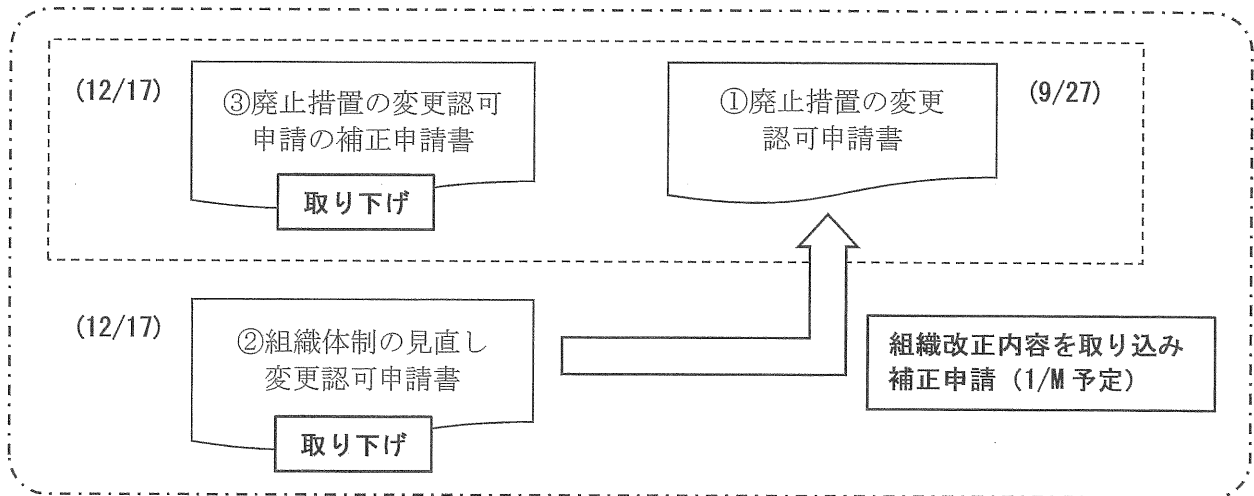 (12/17)
③廃止措置の変更認可
申請の補正申請書
取り下げ
①廃止措置の変更
認可申請書
(9/27)
(12/17)
②組織体制の見直し
変更認可申請書
取り下げ
組織改正内容を取り込み
補正申請（1/M 予定）